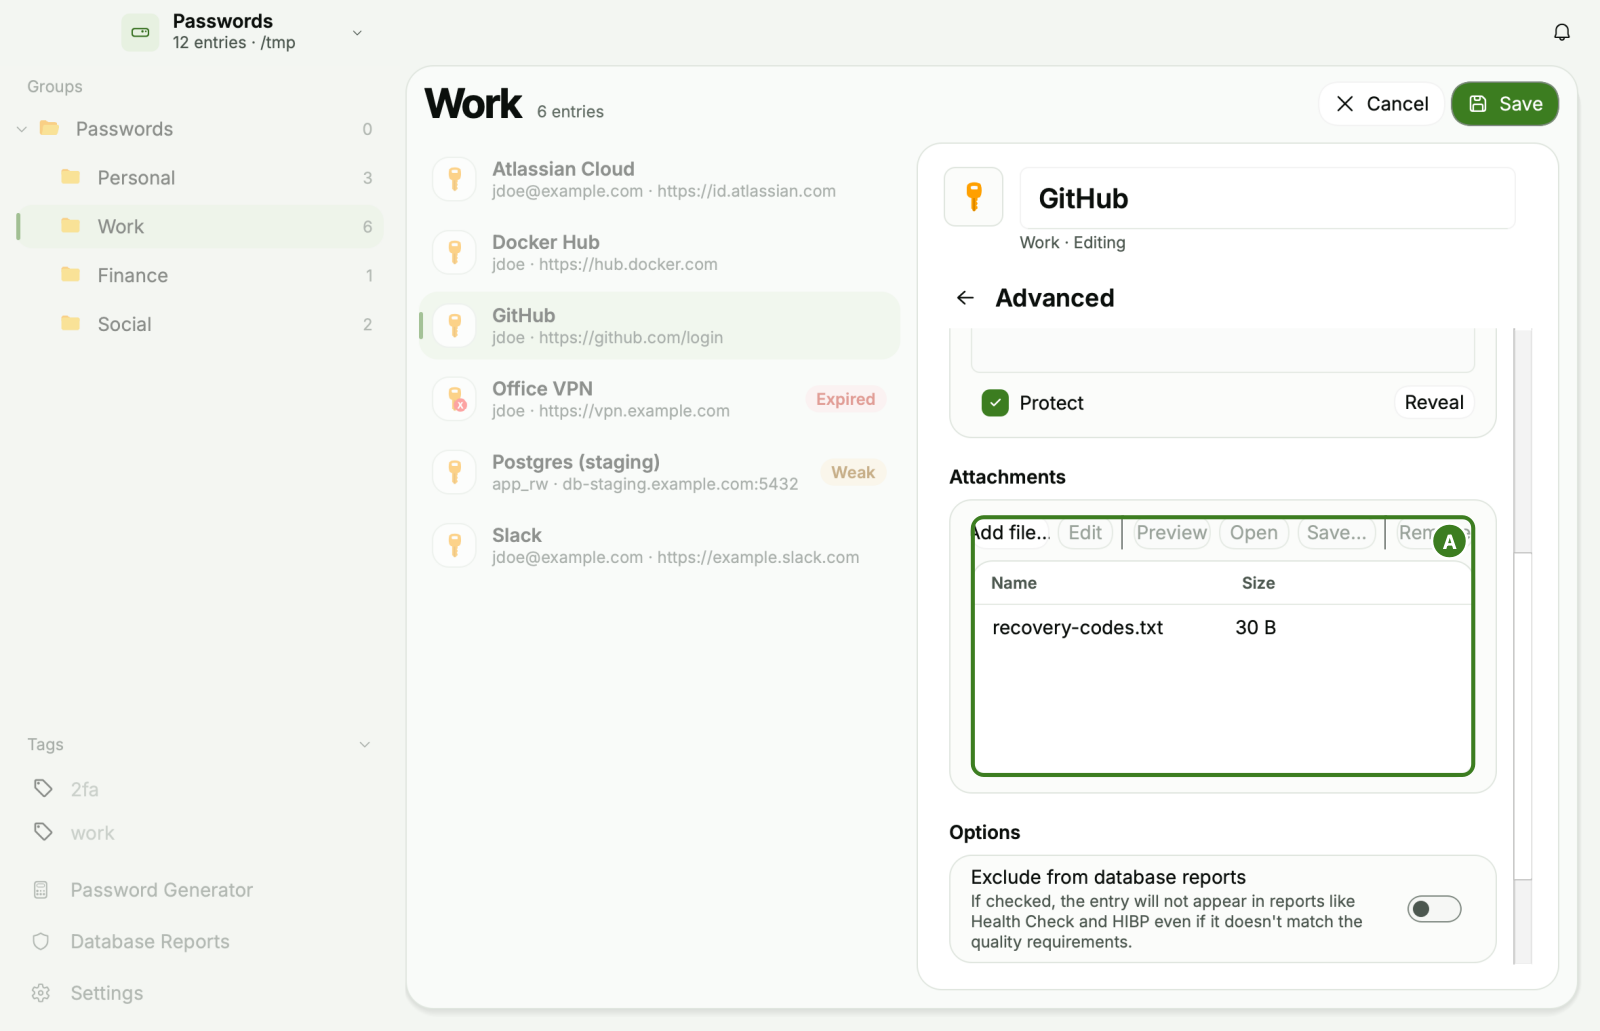 Passwords
12 entries · /tmp
Groups
Passwords 0
Personal 3
Work 6
Finance 1
Social 2
Tags
2fa
work
Password Generator
Database Reports
Settings
Work 6 entries
Cancel
Save
Atlassian Cloud
jdoe@example.com · https://id.atlassian.com
Docker Hub
jdoe · https://hub.docker.com
GitHub
jdoe · https://github.com/login
Office VPN
jdoe · https://vpn.example.com
Expired
Postgres (staging)
app_rw · db-staging.example.com:5432
Weak
Slack
jdoe@example.com · https://example.slack.com
GitHub
Work · Editing
Advanced
Protect
Reveal
Attachments
Add file... Edit Preview Open Save...
A
Name Size
recovery-codes.txt 30 B
Options
Exclude from database reports
If checked, the entry will not appear in reports like
Health Check and HIBP even if it doesn't match the
quality requirements.